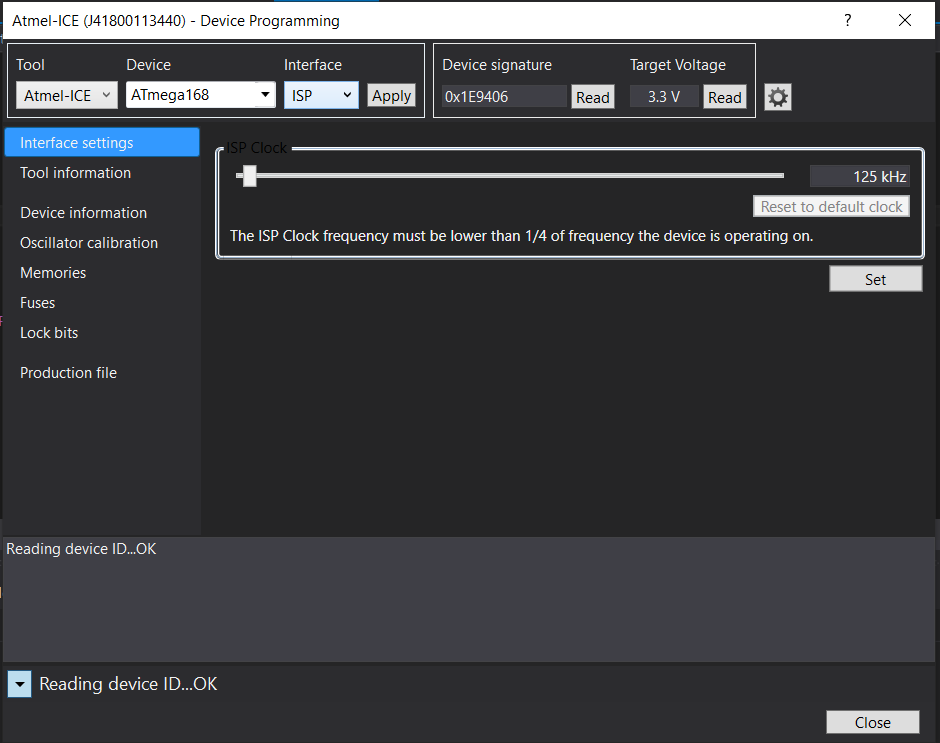 Atmel-ICE (J41800113440) - Device Programming
?
Tool
Device
Interface
Device signature
Target Voltage
Atmel-ICE
ATmega168
ISP
Apply
0x1E9406
Read
3.3 V
Read
Interface settings
Tool information
Device information
Oscillator calibration
Memories
Fuses
Lock bits
Production file
ISP Clock
125 kHz
Reset to default clock
The ISP Clock frequency must be lower than 1/4 of frequency the device is operating on.
Set
Reading device ID...OK
Reading device ID...OK
Close